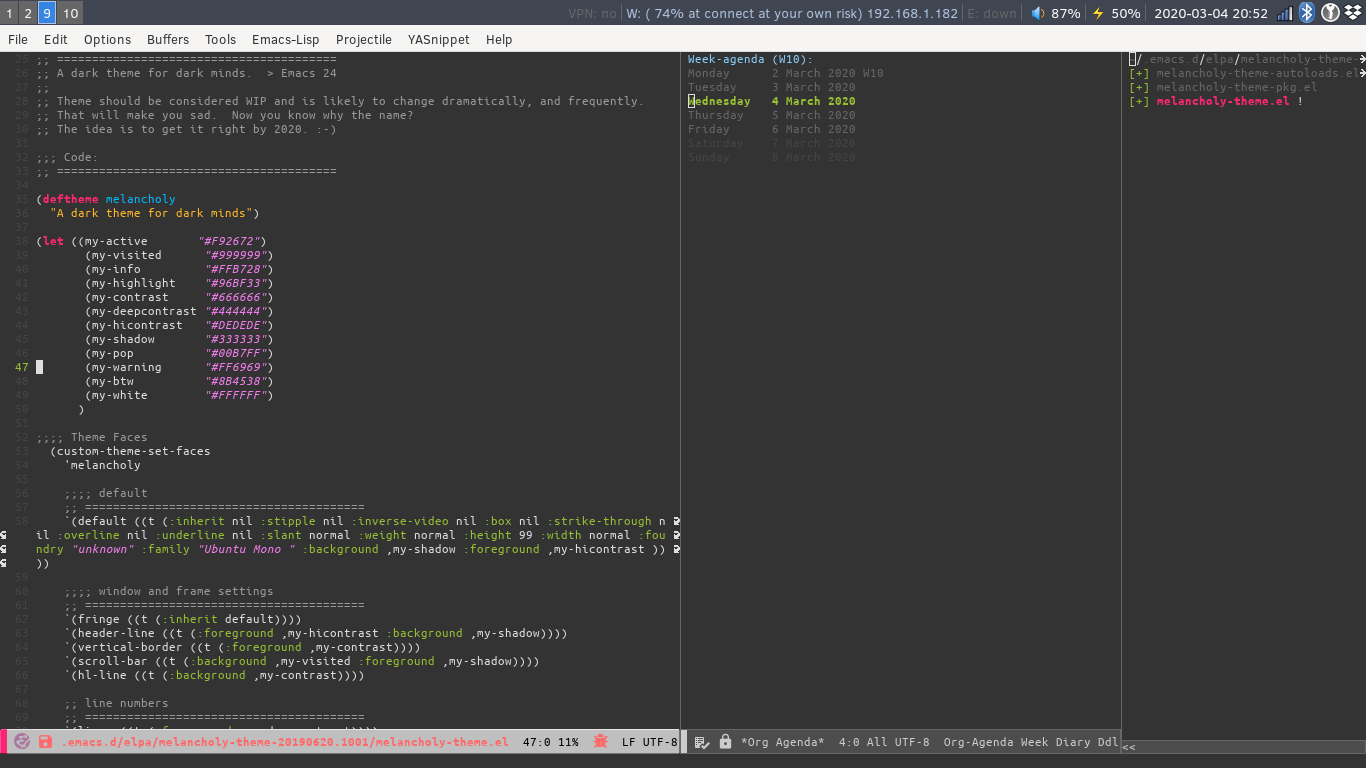 1 2 9 10
VPN: no | W: ( 74% at connect at your own risk) 192.168.1.182 | E: down | 87% 50% 2020-03-04 20:52
File Edit Options Buffers Tools Emacs-Lisp Projectile YASnippet Help
25 ;; ========================================
26 ;; A dark theme for dark minds.  > Emacs 24
27 ;;
28 ;; Theme should be considered WIP and is likely to change dramatically, and frequently.
29 ;; That will make you sad.  Now you know why the name?
30 ;; The idea is to get it right by 2020. :-)
31
32 ;;; Code:
33 ;; ========================================
34
35 (deftheme melancholy
36   "A dark theme for dark minds")
37
38 (let ((my-active       "#F92672")
39       (my-visited      "#999999")
40       (my-info         "#FFB728")
41       (my-highlight    "#96BF33")
42       (my-contrast     "#666666")
43       (my-deepcontrast "#444444")
44       (my-hicontrast   "#DEDEDE")
45       (my-shadow       "#333333")
46       (my-pop          "#00B7FF")
47       (my-warning      "#FF6969")
48       (my-btw          "#8B4538")
49       (my-white        "#FFFFFF")
50       )
51
52 ;;;; Theme Faces
53   (custom-theme-set-faces
54     'melancholy
55
56     ;;;; default
57     ;; ========================================
58     `(default ((t (:inherit nil :stipple nil :inverse-video nil :box nil :strike-through n
il :overline nil :underline nil :slant normal :weight normal :height 99 :width normal :fou
ndry "unknown" :family "Ubuntu Mono " :background ,my-shadow :foreground ,my-hicontrast ))
))
59
60     ;;;; window and frame settings
61     ;; ========================================
62     `(fringe ((t (:inherit default))))
63     `(header-line ((t (:foreground ,my-hicontrast :background ,my-shadow))))
64     `(vertical-border ((t (:foreground ,my-contrast))))
65     `(scroll-bar ((t (:background ,my-visited :foreground ,my-shadow))))
66     `(hl-line ((t (:background ,my-contrast))))
67
68     ;; line numbers
69     ;; ========================================
.emacs.d/elpa/melancholy-theme-20190620.1001/melancholy-theme.el 47:0 11% LF UTF-8
Week-agenda (W10):
Monday      2 March 2020 W10
Tuesday     3 March 2020
Wednesday   4 March 2020
Thursday    5 March 2020
Friday      6 March 2020
Saturday    7 March 2020
Sunday      8 March 2020
*Org Agenda* 4:0 All UTF-8 Org-Agenda Week Diary Ddl
/.emacs.d/elpa/melancholy-theme-
[+] melancholy-theme-autoloads.el
[+] melancholy-theme-pkg.el
[+] melancholy-theme.el !
<<